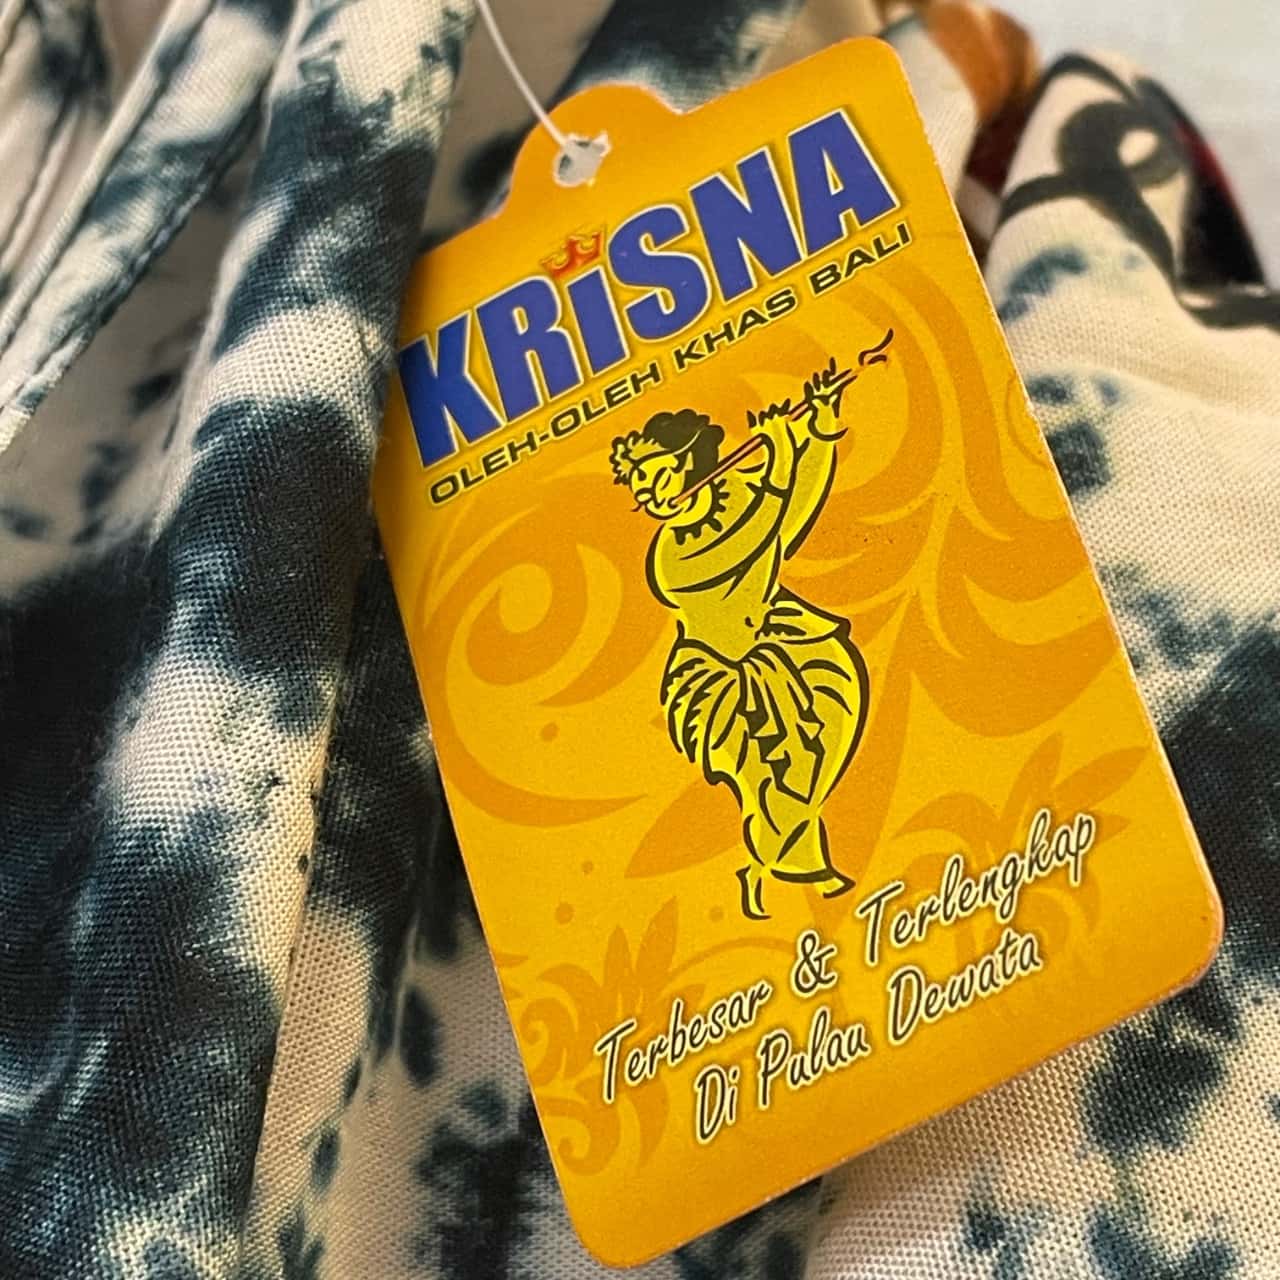 KRiSNA
OLEH-OLEH KHAS BALI
Terbesar & Terlengkap
Di Pulau Dewata